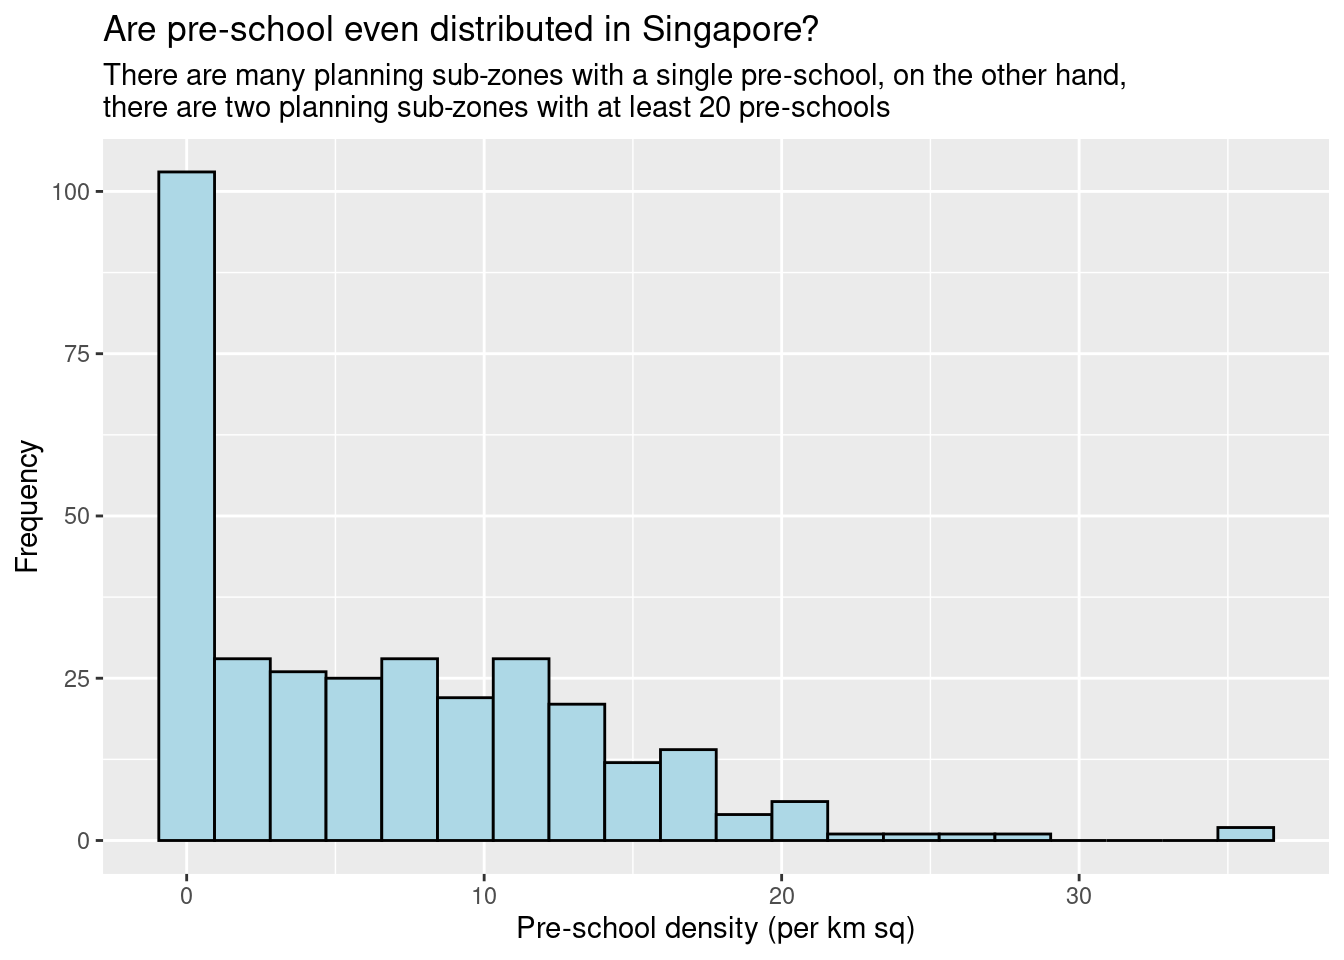 Are pre-school even distributed in Singapore?
There are many planning sub-zones with a single pre-school, on the other hand,
there are two planning sub-zones with at least 20 pre-schools
100
75
50
25
0
Frequency
0 10 20 30
Pre-school density (per km sq)